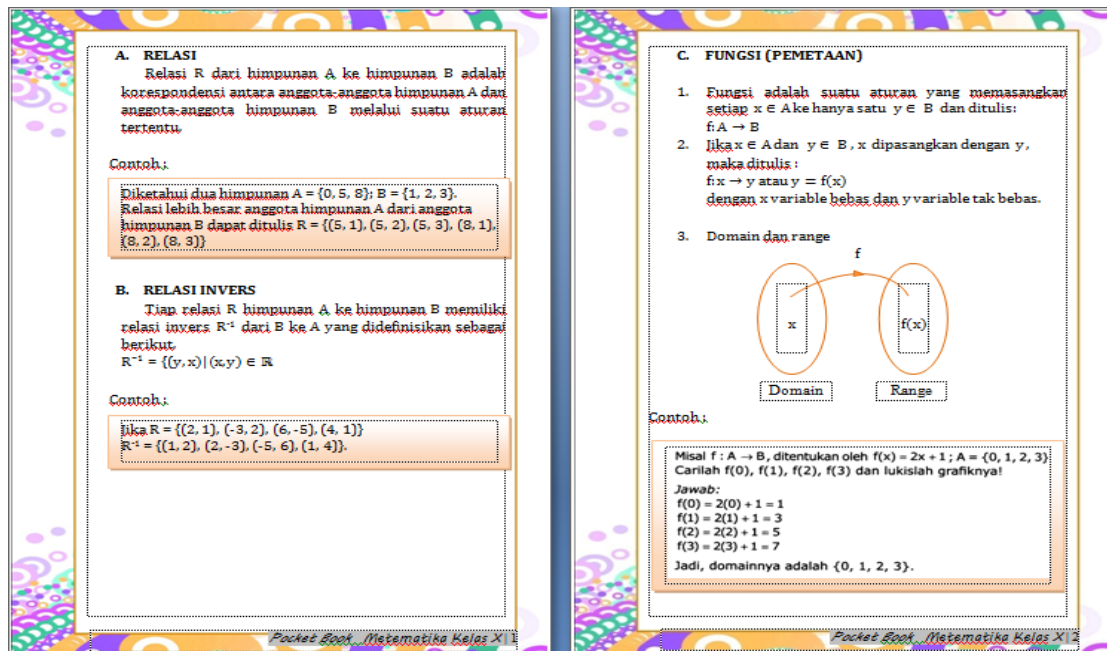 A. RELASI
Relasi R dari himpunan A ke himpunan B adalah
korespondensi antara anggota-anggota himpunan A dan
anggota-anggota himpunan B melalui suatu aturan
tertentu.
Contoh :
Diketahui dua himpunan A = {0, 5, 8}; B = {1, 2, 3}.
Relasi lebih besar anggota himpunan A dari anggota
himpunan B dapat ditulis R = {(5, 1), (5, 2), (5, 3), (8, 1),
(8, 2), (8, 3)}
B. RELASI INVERS
Tiap relasi R himpunan A ke himpunan B memiliki
relasi invers R⁻¹ dari B ke A yang didefinisikan sebagai
berikut.
R⁻¹ = {(y,x)|(x,y) ∈ ℝ
Contoh :
Jika R = {(2, 1), (-3, 2), (6, -5), (4, 1)}
R⁻¹ = {(1, 2), (2, -3), (-5, 6), (1, 4)}.
Pocket Book Metematika Kelas X|1
C. FUNGSI (PEMETAAN)
1. Fungsi adalah suatu aturan yang memasangkan
setiap x ∈ A ke hanya satu y ∈ B dan ditulis:
f:A → B
2. Jika x ∈ A dan y ∈ B, x dipasangkan dengan y,
maka ditulis :
f:x → y atau y = f(x)
dengan x variable bebas dan y variable tak bebas.
3. Domain dan range
f
x f(x)
Domain Range
Contoh :
Misal f : A → B, ditentukan oleh f(x) = 2x + 1 ; A = {0, 1, 2, 3}
Carilah f(0), f(1), f(2), f(3) dan lukislah grafiknya!
Jawab:
f(0) = 2(0) + 1 = 1
f(1) = 2(1) + 1 = 3
f(2) = 2(2) + 1 = 5
f(3) = 2(3) + 1 = 7
Jadi, domainnya adalah {0, 1, 2, 3}.
Pocket Book Metematika Kelas X|2